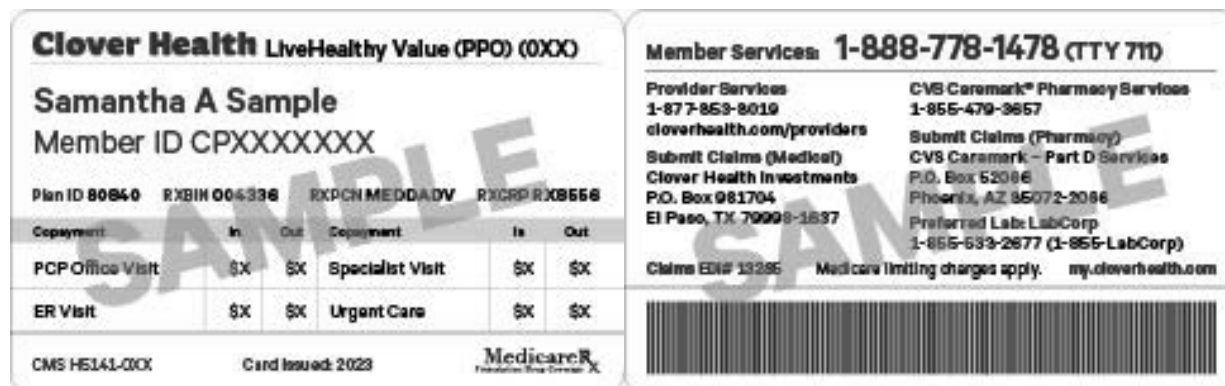 Clover Health LiveHealthy Value (PPO) (0XX)
Samantha A Sample
Member ID CPXXXXXXX
Plan ID 80840 RXBIN 004336 RXPCN MEDDADV RXGRP RX8556
Copayment In Out Copayment In Out
PCP Office Visit $X $X Specialist Visit $X $X
ER Visit $X $X Urgent Care $X $X
CMS H5141-0XX Card Issued: 2023 MedicareRx
Prescription Drug Coverage X
SAMPLE
Member Services: 1-888-778-1478 (TTY 711)
Provider Services
1-877-853-8019
cloverhealth.com/providers
Submit Claims (Medical)
Clover Health Investments
P.O. Box 981704
El Paso, TX 79998-1637
CVS Caremark® Pharmacy Services
1-855-479-3657
Submit Claims (Pharmacy)
CVS Caremark – Part D Services
P.O. Box 52066
Phoenix, AZ 85072-2066
Preferred Lab: LabCorp
1-855-533-2677 (1-855-LabCorp)
Claims EDI# 13285 Medicare limiting charges apply. my.cloverhealth.com
SAMPLE